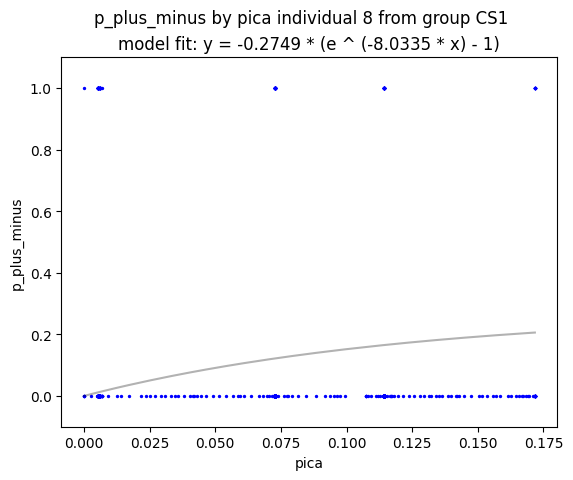 p_plus_minus by pica individual 8 from group CS1
model fit: y = -0.2749 * (e ^ (-8.0335 * x) - 1)
1.0
0.8
0.6
0.4
0.2
0.0
p_plus_minus
0.000 0.025 0.050 0.075 0.100 0.125 0.150 0.175
pica